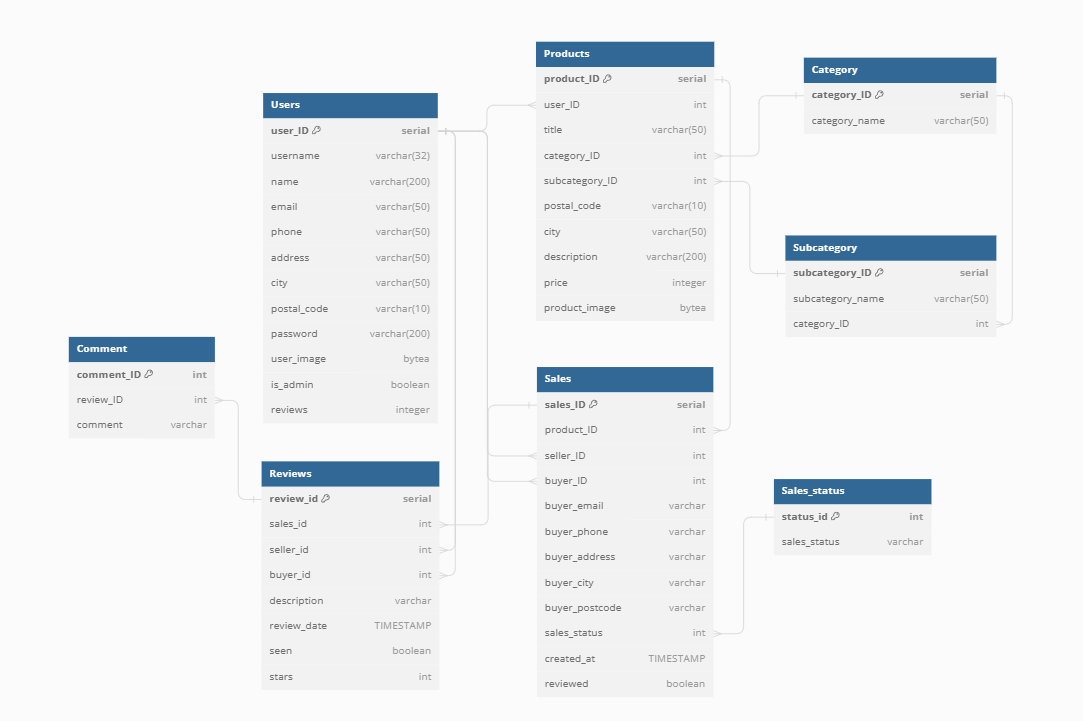 Users
user_ID serial
username varchar(32)
name varchar(200)
email varchar(50)
phone varchar(50)
address varchar(50)
city varchar(50)
postal_code varchar(10)
password varchar(200)
user_image bytea
is_admin boolean
reviews integer
Products
product_ID serial
user_ID int
title varchar(50)
category_ID int
subcategory_ID int
postal_code varchar(10)
city varchar(50)
description varchar(200)
price integer
product_image bytea
Category
category_ID serial
category_name varchar(50)
Subcategory
subcategory_ID serial
subcategory_name varchar(50)
category_ID int
Comment
comment_ID int
review_ID int
comment varchar
Reviews
review_id serial
sales_id int
seller_id int
buyer_id int
description varchar
review_date TIMESTAMP
seen boolean
stars int
Sales
sales_ID serial
product_ID int
seller_ID int
buyer_ID int
buyer_email varchar
buyer_phone varchar
buyer_address varchar
buyer_city varchar
buyer_postcode varchar
sales_status int
created_at TIMESTAMP
reviewed boolean
Sales_status
status_id int
sales_status varchar